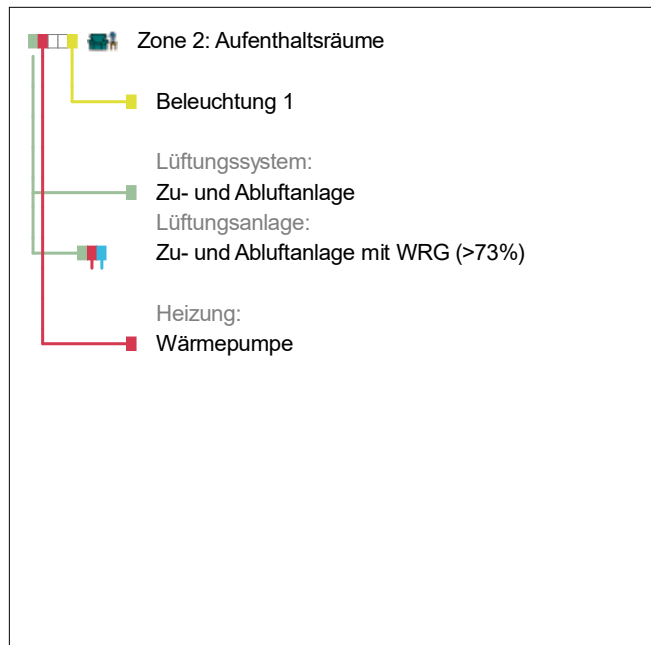 Zone 2: Aufenthaltsräume
Beleuchtung 1
Lüftungssystem:
Zu- und Abluftanlage
Lüftungsanlage:
Zu- und Abluftanlage mit WRG (>73%)
Heizung:
Wärmepumpe